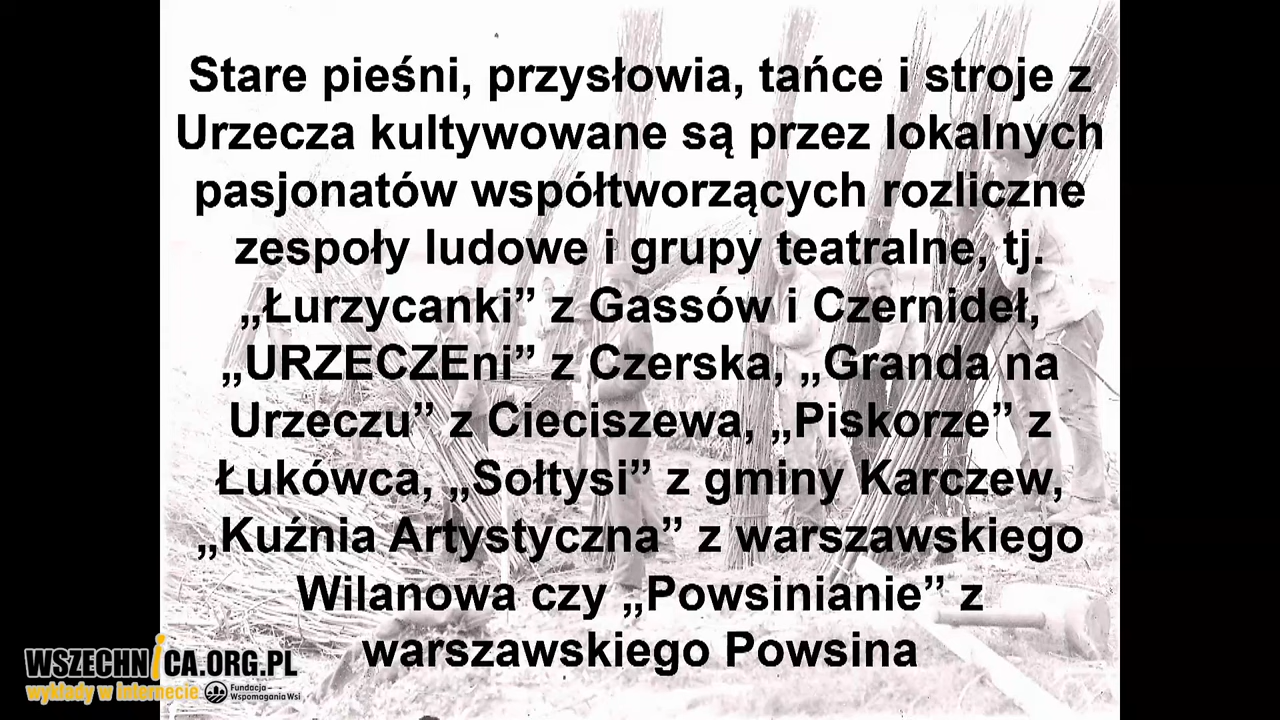 Stare pieśni, przysłowia, tańce i stroje z
Urzecza kultywowane są przez lokalnych
pasjonatów współtworzących rozliczne
zespoły ludowe i grupy teatralne, tj.
„Łurzycanki” z Gassów i Czernideł,
„URZECZEni” z Czerska, „Granda na
Urzeczu” z Cieciszewa, „Piskorze” z
Łukówca, „Sołtysi” z gminy Karczew,
„Kuźnia Artystyczna” z warszawskiego
Wilanowa czy „Powsinianie” z
warszawskiego Powsina
WSZECHNiCA.ORG.PL
wykłady w internecie
Fundacja
Wspomagania Wsi